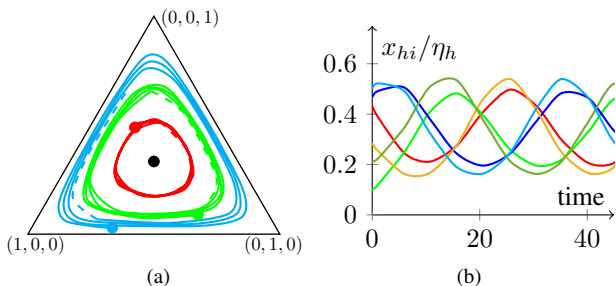 (0, 0, 1)
(1, 0, 0)
(0, 1, 0)
(a)
x_{hi}/η_h
0.6
0.4
0.2
0
time
0
20
40
(b)